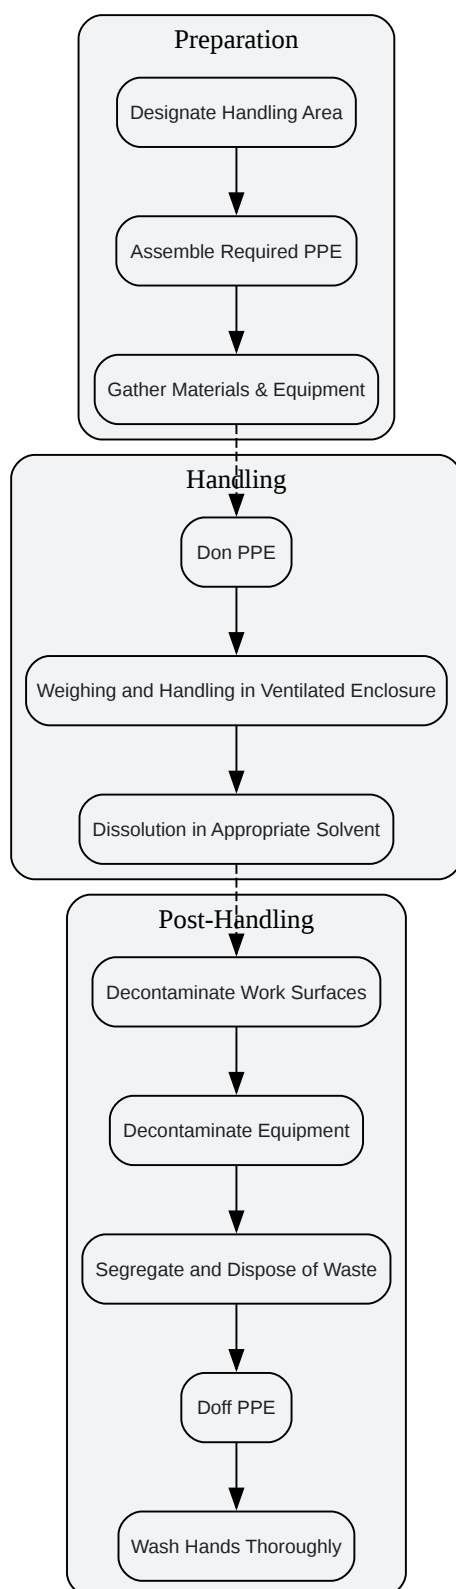 Preparation
Designate Handling Area
Assemble Required PPE
Gather Materials & Equipment
Handling
Don PPE
Weighing and Handling in Ventilated Enclosure
Dissolution in Appropriate Solvent
Post-Handling
Decontaminate Work Surfaces
Decontaminate Equipment
Segregate and Dispose of Waste
Doff PPE
Wash Hands Thoroughly